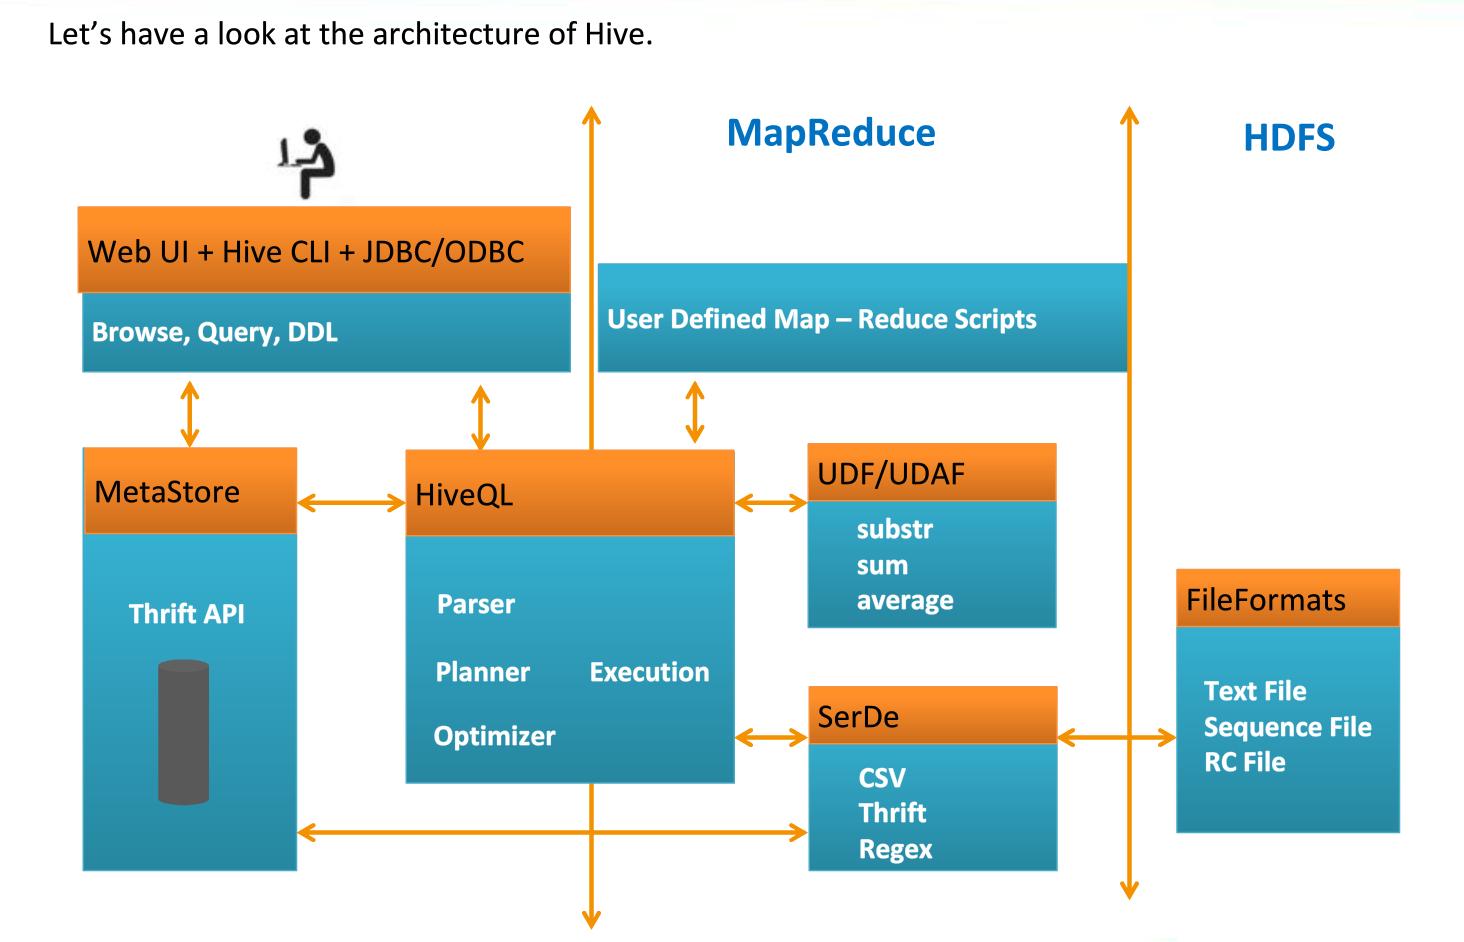 Let’s have a look at the architecture of Hive.
MapReduce
HDFS
Web UI + Hive CLI + JDBC/ODBC
Browse, Query, DDL
User Defined Map – Reduce Scripts
MetaStore
Thrift API
HiveQL
Parser
Planner
Execution
Optimizer
UDF/UDAF
substr
sum
average
SerDe
CSV
Thrift
Regex
FileFormats
Text File
Sequence File
RC File